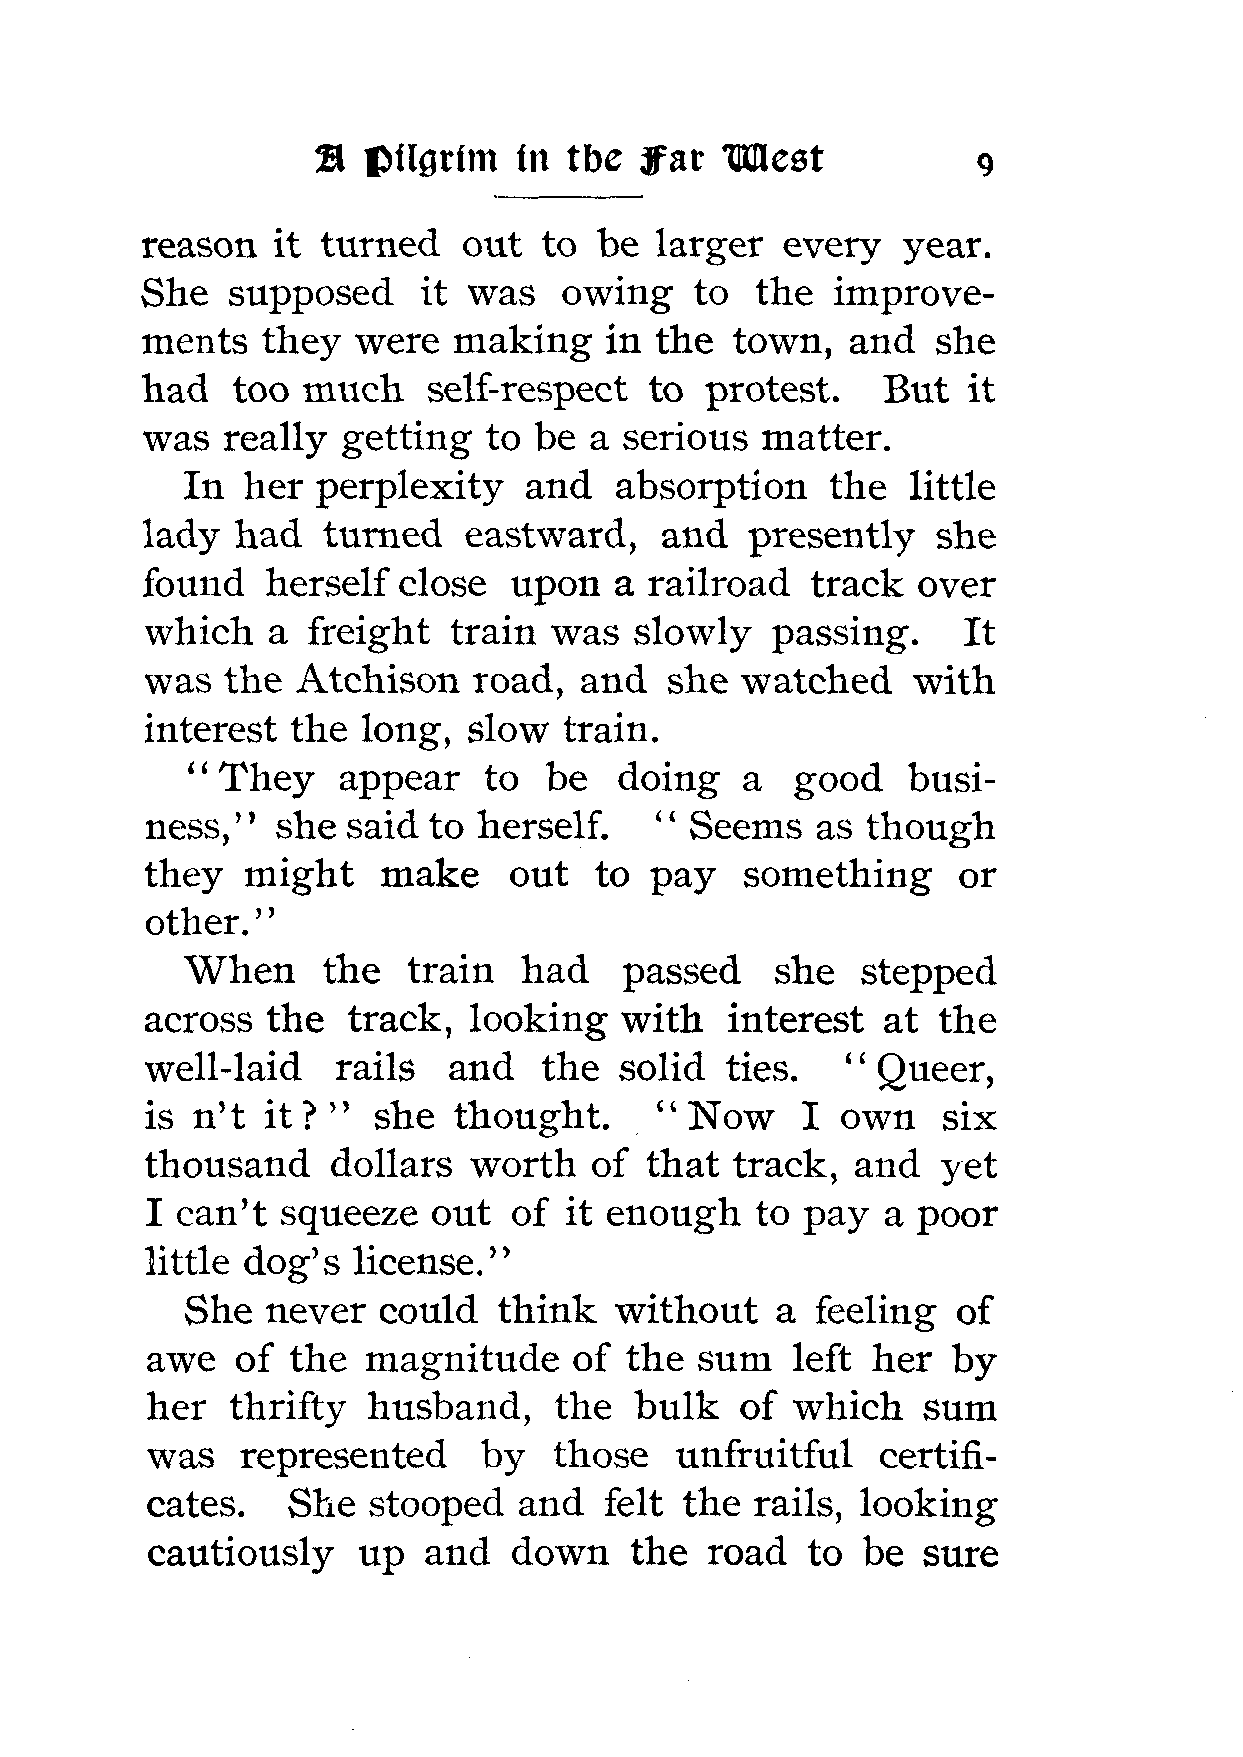 A Pilgrim in the Far West 9
reason it turned out to be larger every year.
She supposed it was owing to the improve-
ments they were making in the town, and she
had too much self-respect to protest. But it
was really getting to be a serious matter.
In her perplexity and absorption the little
lady had turned eastward, and presently she
found herself close upon a railroad track over
which a freight train was slowly passing. It
was the Atchison road, and she watched with
interest the long, slow train.
"They appear to be doing a good busi-
ness," she said to herself. "Seems as though
they might make out to pay something or
other."
When the train had passed she stepped
across the track, looking with interest at the
well-laid rails and the solid ties. "Queer,
is n't it?" she thought. "Now I own six
thousand dollars worth of that track, and yet
I can't squeeze out of it enough to pay a poor
little dog's license."
She never could think without a feeling of
awe of the magnitude of the sum left her by
her thrifty husband, the bulk of which sum
was represented by those unfruitful certifi-
cates. She stooped and felt the rails, looking
cautiously up and down the road to be sure